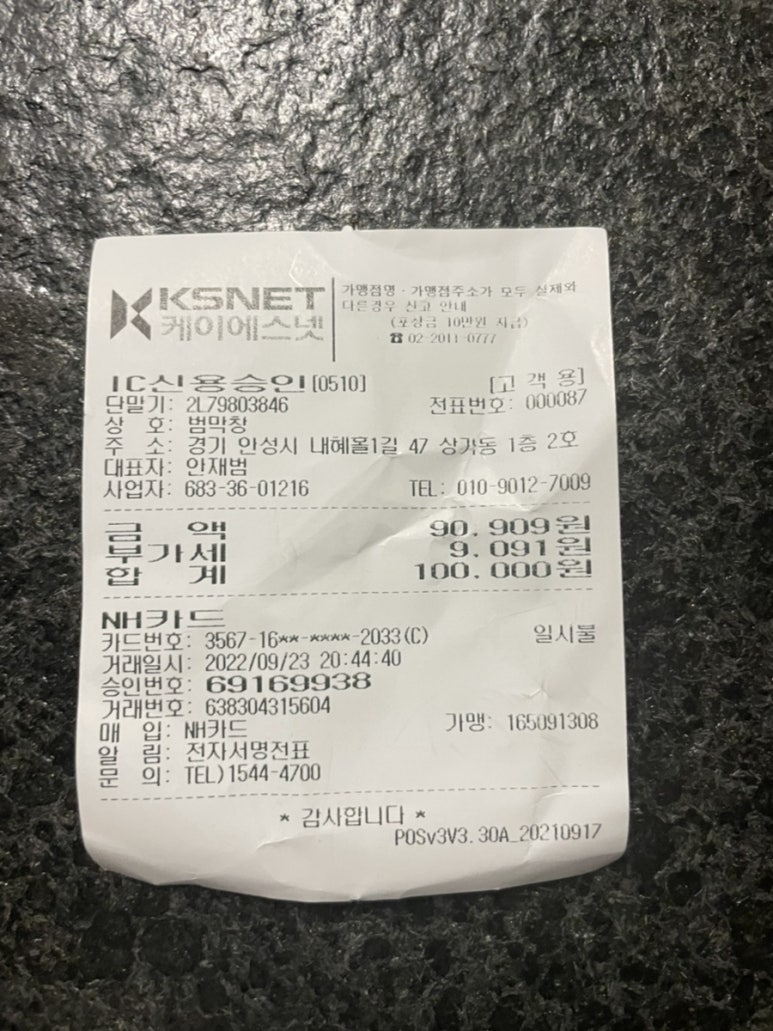 KSNET
케이에스넷
가맹점명·가맹점주소가 모두 실제와
다른경우 신고 안내
(포상금 10만원 지급)
☎ 02-2011-0777
IC신용승인[0510] [고 객 용]
단말기: 2L79803846 전표번호: 000087
상 호: 범막창
주 소: 경기 안성시 내혜홀1길 47 상가동 1층 2호
대표자: 안재범
사업자: 683-36-01216 TEL: 010-9012-7009
금 액 90.909원
부가세 9.091원
합 계 100.000원
NH카드
카드번호: 3567-16**-****-2033(C) 일시불
거래일시: 2022/09/23 20:44:40
승인번호: 69169938
거래번호: 638304315604
매 입: NH카드 가맹: 165091308
알 림: 전자서명전표
문 의: TEL)1544-4700
* 감사합니다 *
POSv3V3.30A_20210917